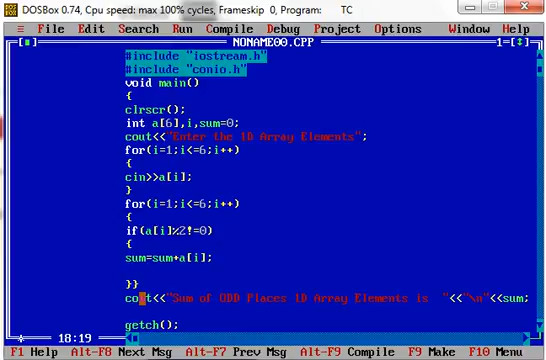 DOSBox 0.74, Cpu speed: max 100% cycles, Frameskip 0, Program: TC
≡ File Edit Search Run Compile Debug Project Options Window Help
[■] NONAME00.CPP 1=[↕]
#include "iostream.h"
#include "conio.h"
void main()
{
clrscr();
int a[6],i,sum=0;
cout<<"Enter the 1D Array Elements";
for(i=1;i<=6;i++)
{
cin>>a[i];
}
for(i=1;i<=6;i++)
{
if(a[i]%2!=0)
{
sum=sum+a[i];
}}
cout<<"Sum of ODD Places 1D Array Elements is "<<"\n"<<sum;
getch();
18:19
F1 Help Alt-F8 Next Msg Alt-F7 Prev Msg Alt-F9 Compile F9 Make F10 Menu